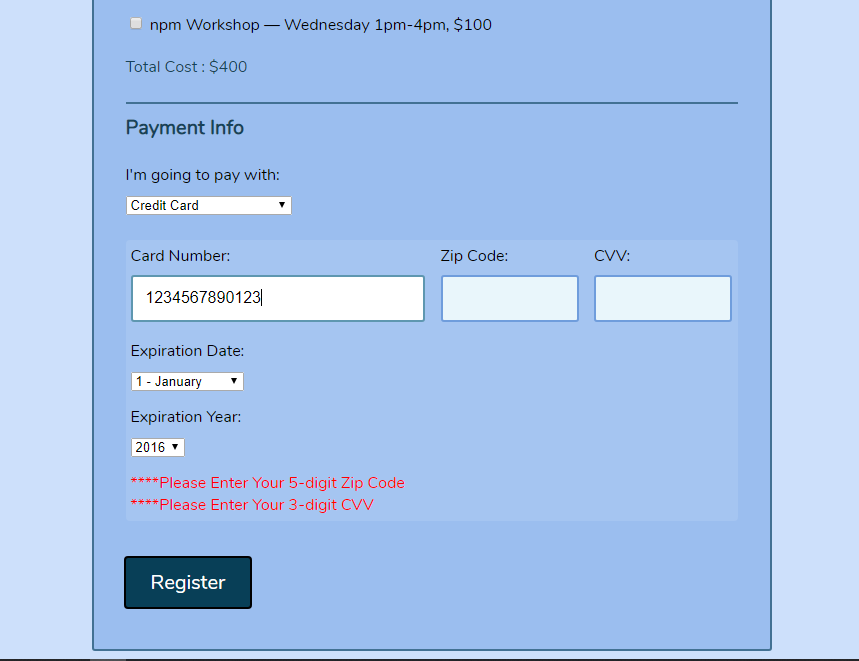 npm Workshop — Wednesday 1pm-4pm, $100
Total Cost : $400
Payment Info
I'm going to pay with:
Credit Card
Card Number: Zip Code: CVV:
1234567890123
Expiration Date:
1 - January
Expiration Year:
2016
****Please Enter Your 5-digit Zip Code
****Please Enter Your 3-digit CVV
Register